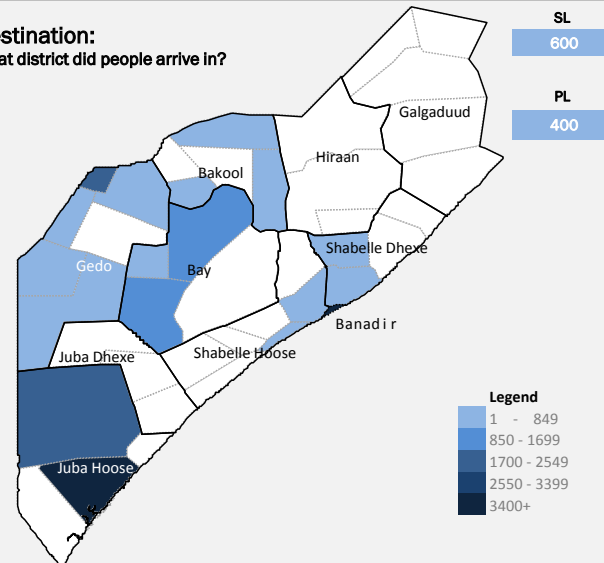 estination:
at district did people arrive in?
SL
600
PL
400
Galgaduud
Hiraan
Bakool
Shabelle Dhexe
Gedo
Bay
Banadir
Shabelle Hoose
Juba Dhexe
Juba Hoose
Legend
1 - 849
850 - 1699
1700 - 2549
2550 - 3399
3400+